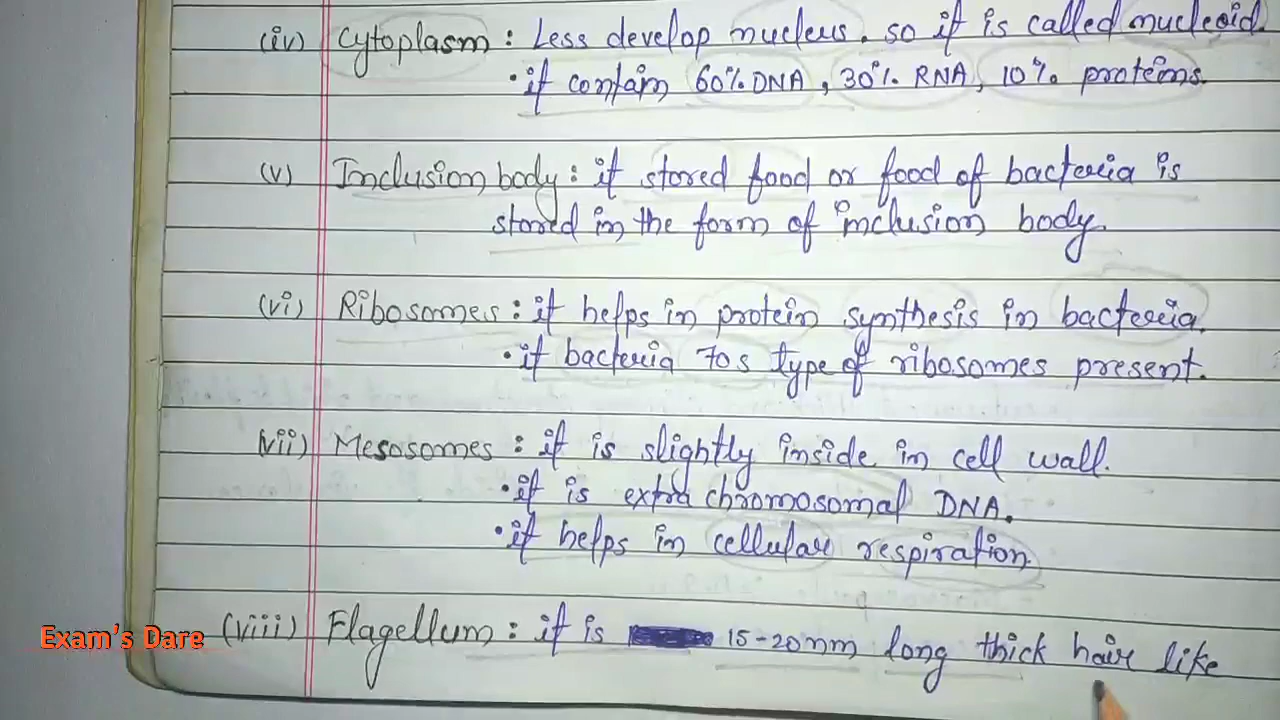 (iv) Cytoplasm : Less develop nucleus. so it is called nucleoid.
• it contain 60% DNA, 30% RNA, 10% proteins.
(v) Inclusion body : it stored food or food of bacteria is
stored in the form of inclusion body.
(vi) Ribosomes : it helps in protein synthesis in bacteria.
• it bacteria 70s type of ribosomes present.
(vii) Mesosomes : it is slightly inside in cell wall.
• it is extra chromosomal DNA.
• it helps in cellular respiration.
(viii) Flagellum : it is 15-20nm long thick hair like
Exam's Dare